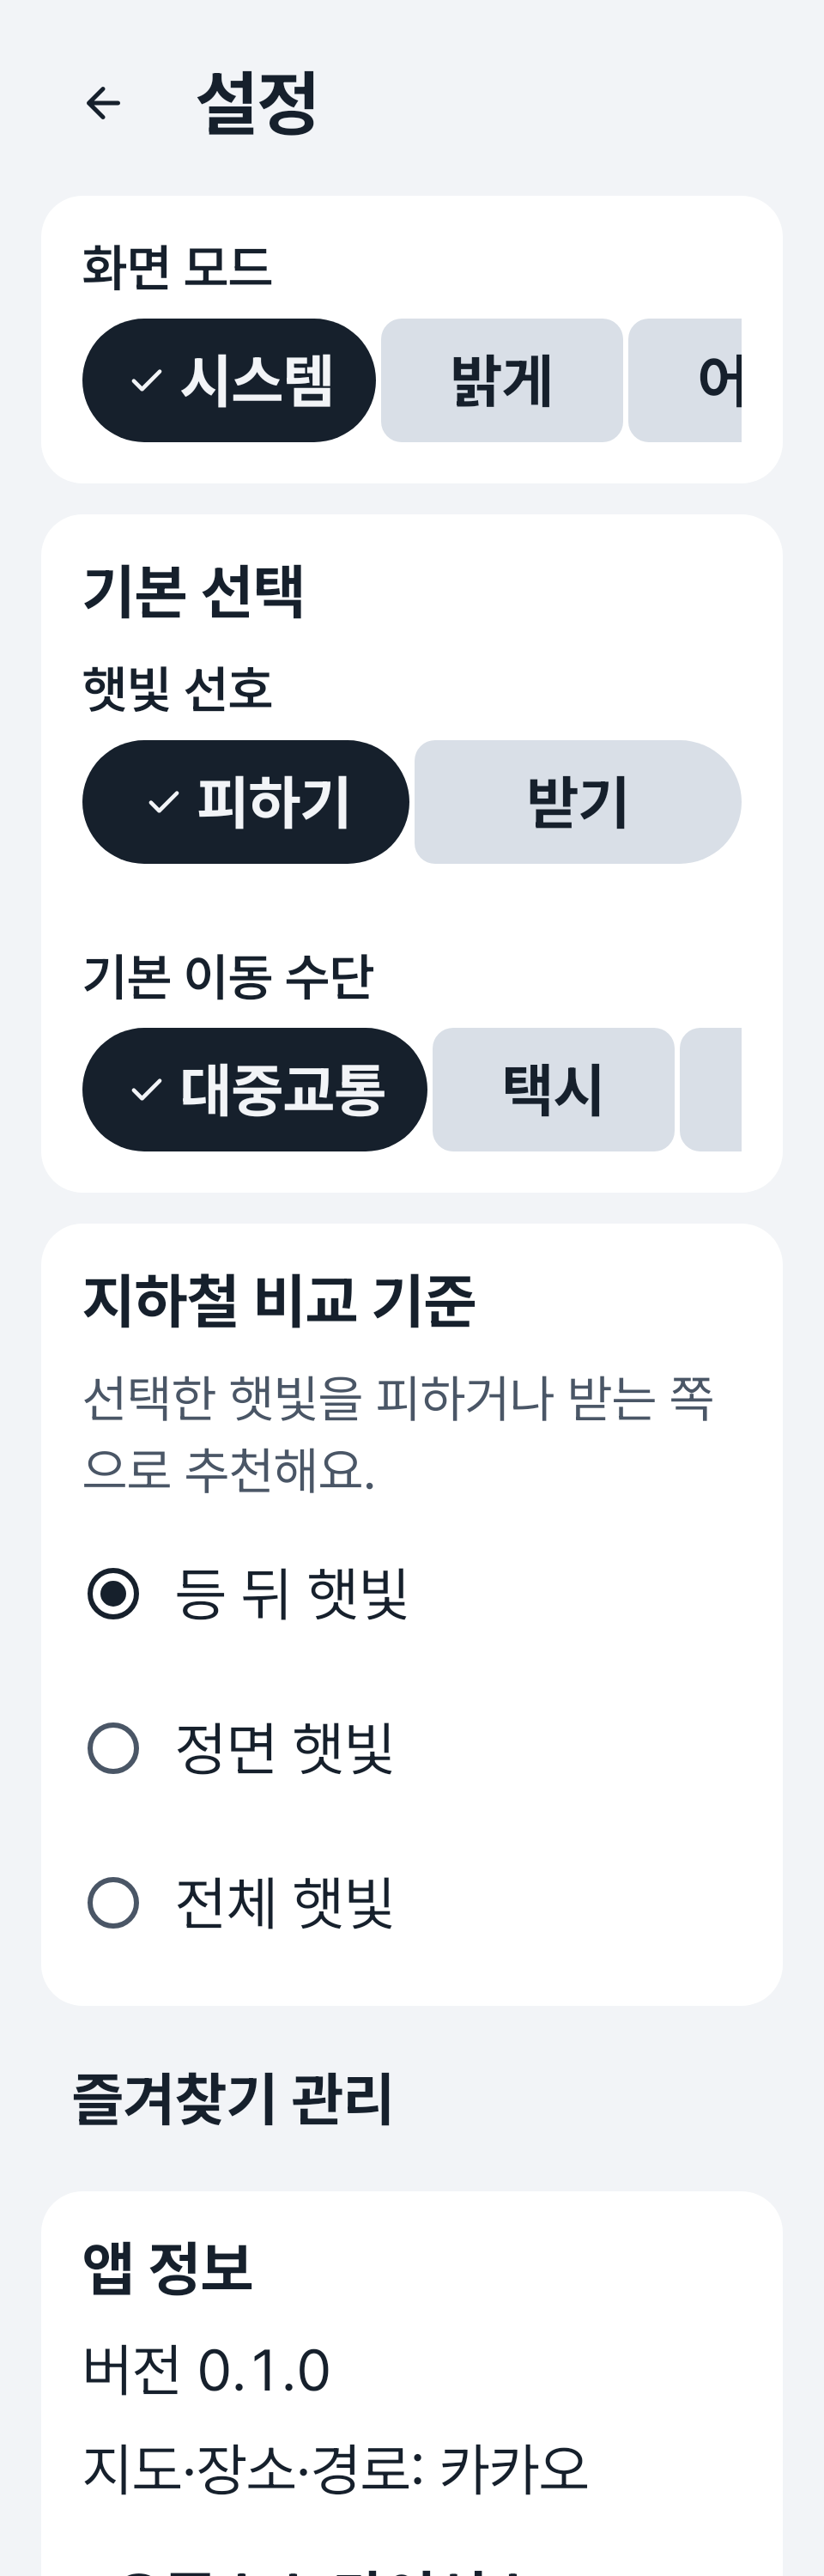 설정
화면 모드
시스템 밝게 어
기본 선택
햇빛 선호
피하기 받기
기본 이동 수단
대중교통 택시
지하철 비교 기준
선택한 햇빛을 피하거나 받는 쪽
으로 추천해요.
등 뒤 햇빛
정면 햇빛
전체 햇빛
즐겨찾기 관리
앱 정보
버전 0.1.0
지도·장소·경로: 카카오